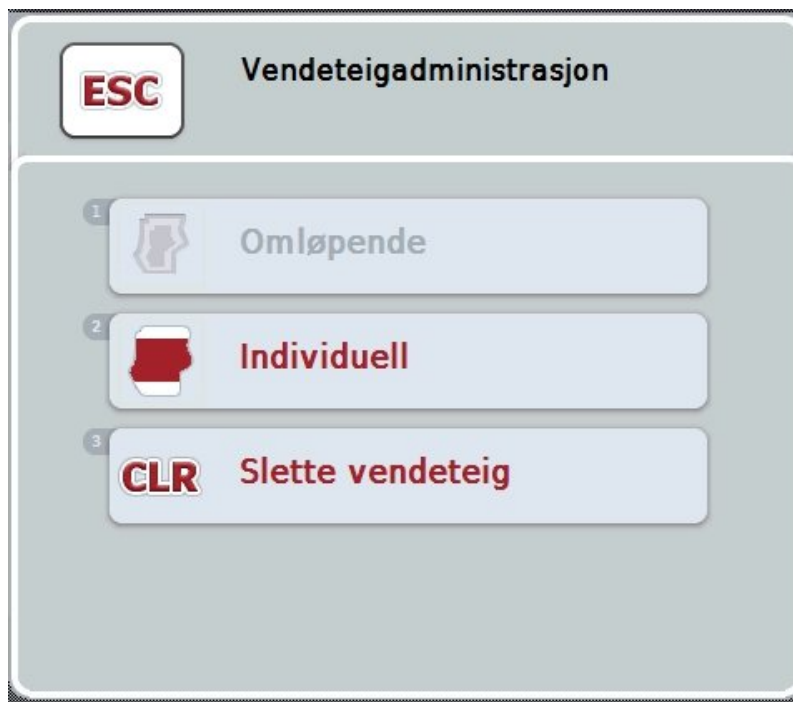 ESC Vendeteigadministrasjon
1 Omløpende
2 Individuell
3 CLR Slette vendeteig